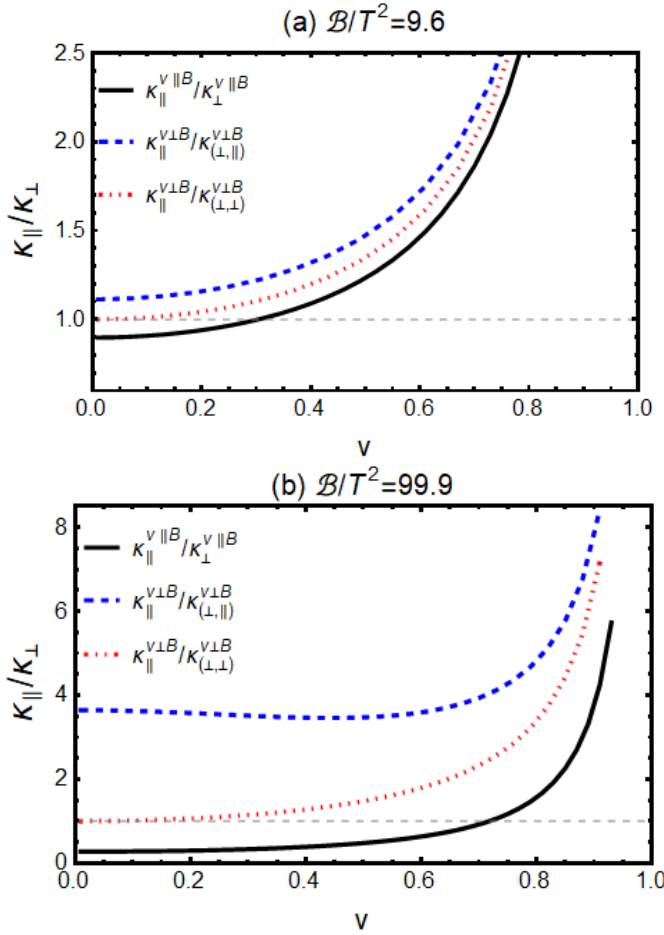 (a) ℬ/T²=9.6
2.5
2.0
1.5
1.0
κ∥/κ⊥
κ∥^{v∥B}/κ⊥^{v∥B}
κ∥^{v⊥B}/κ(⊥,∥)^{v⊥B}
κ∥^{v⊥B}/κ(⊥,⊥)^{v⊥B}
0.0 0.2 0.4 0.6 0.8 1.0
v
(b) ℬ/T²=99.9
8
6
4
2
0
κ∥/κ⊥
κ∥^{v∥B}/κ⊥^{v∥B}
κ∥^{v⊥B}/κ(⊥,∥)^{v⊥B}
κ∥^{v⊥B}/κ(⊥,⊥)^{v⊥B}
0.0 0.2 0.4 0.6 0.8 1.0
v